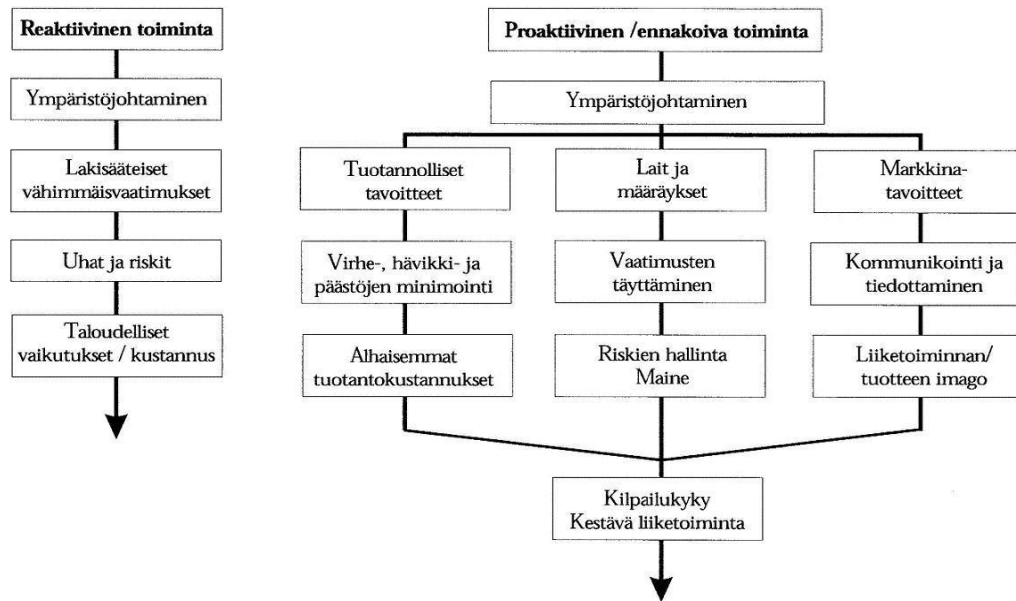 Reaktiivinen toiminta
Ympäristöjohtaminen
Lakisääteiset
vähimmäisvaatimukset
Uhat ja riskit
Taloudelliset
vaikutukset / kustannus
Proaktiivinen /ennakoiva toiminta
Ympäristöjohtaminen
Tuotannolliset
tavoitteet
Virhe-, hävikki- ja
päästöjen minimointi
Alhaisemmat
tuotantokustannukset
Lait ja
määräykset
Vaatimusten
täyttäminen
Riskien hallinta
Maine
Markkina-
tavoitteet
Kommunikointi ja
tiedottaminen
Liiketoiminnan/
tuotteen imago
Kilpailukyky
Kestävä liiketoiminta